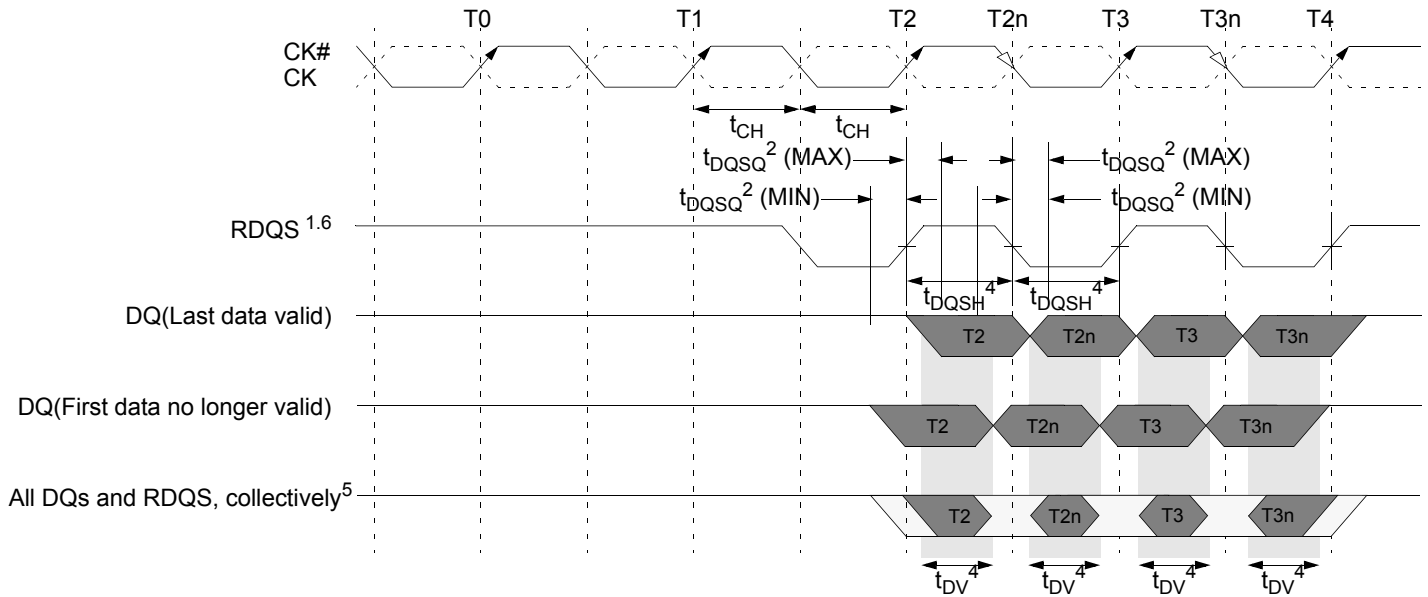 T0 T1 T2 T2n T3 T3n T4
CK#
CK
tCH tCH
tDQSQ² (MAX) tDQSQ² (MAX)
tDQSQ² (MIN) tDQSQ² (MIN)
RDQS 1.6
tDQSH⁴ tDQSH⁴
DQ(Last data valid)
T2 T2n T3 T3n
DQ(First data no longer valid)
T2 T2n T3 T3n
All DQs and RDQS, collectively⁵
T2 T2n T3 T3n
tDV⁴ tDV⁴ tDV⁴ tDV⁴